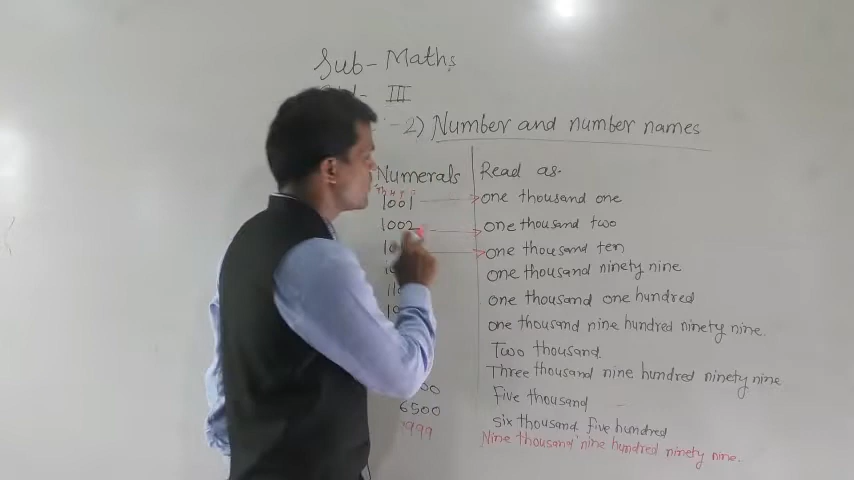 Sub- Maths
III
-2) Number and number names
Numerals Read as.
Th H T O
1001 one thousand one
1002 one thousand two
one thousand ten
one thousand ninety nine
one thousand one hundred
one thousand nine hundred ninety nine.
Two thousand
Three thousand nine hundred ninety nine
Five thousand
6500 six thousand five hundred
999 Nine thousand nine hundred ninety nine.